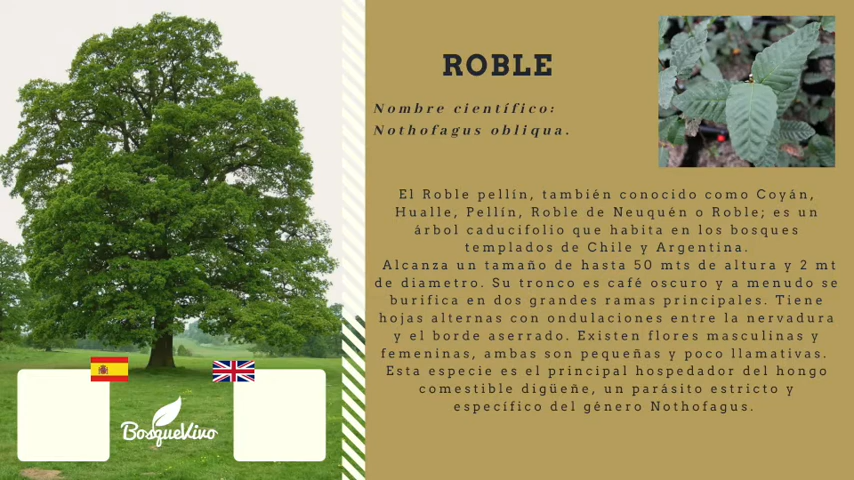 ROBLE
Nombre científico:
Nothofagus obliqua.
El Roble pellín, también conocido como Coyán,
Hualle, Pellín, Roble de Neuquén o Roble; es un
árbol caducifolio que habita en los bosques
templados de Chile y Argentina.
Alcanza un tamaño de hasta 50 mts de altura y 2 mt
de diametro. Su tronco es café oscuro y a menudo se
burifica en dos grandes ramas principales. Tiene
hojas alternas con ondulaciones entre la nervadura
y el borde aserrado. Existen flores masculinas y
femeninas, ambas son pequeñas y poco llamativas.
Esta especie es el principal hospedador del hongo
comestible digüeñe, un parásito estricto y
específico del género Nothofagus.
BosqueVivo